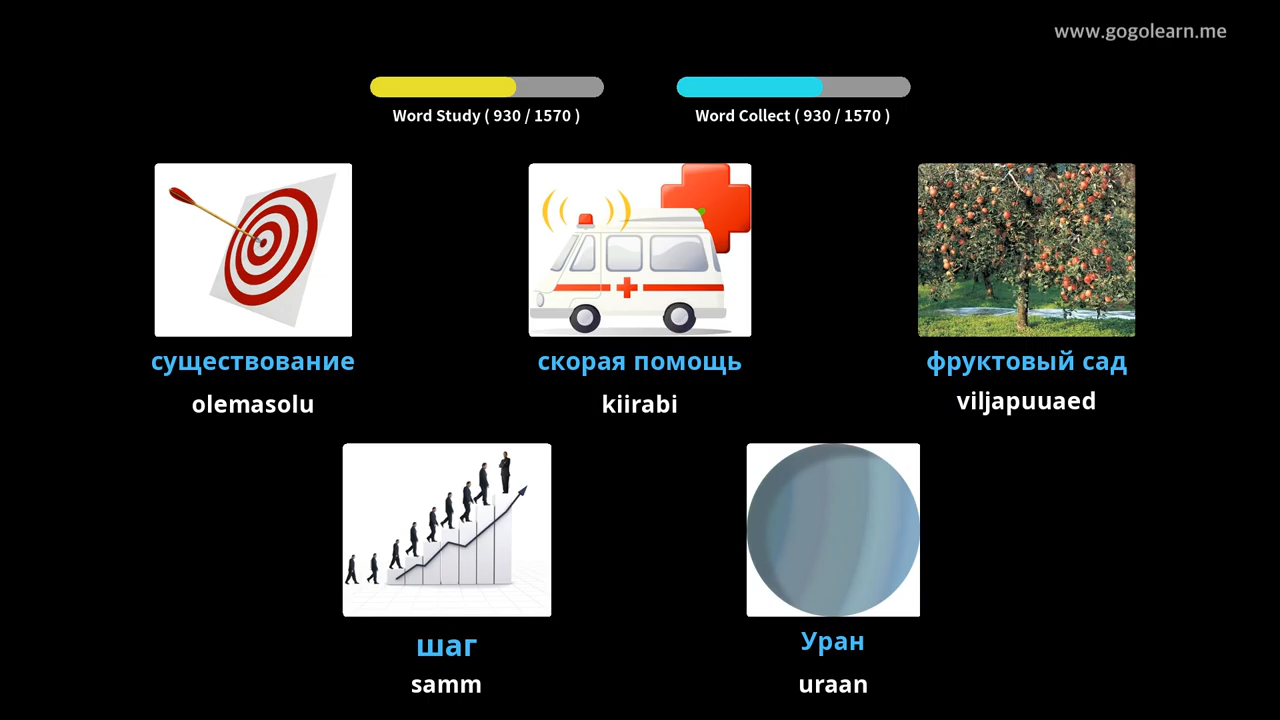 www.gogolearn.me
Word Study ( 930 / 1570 )
Word Collect ( 930 / 1570 )
существование
скорая помощь
фруктовый сад
olemasolu
kiirabi
viljapuuaed
шаг
Уран
samm
uraan